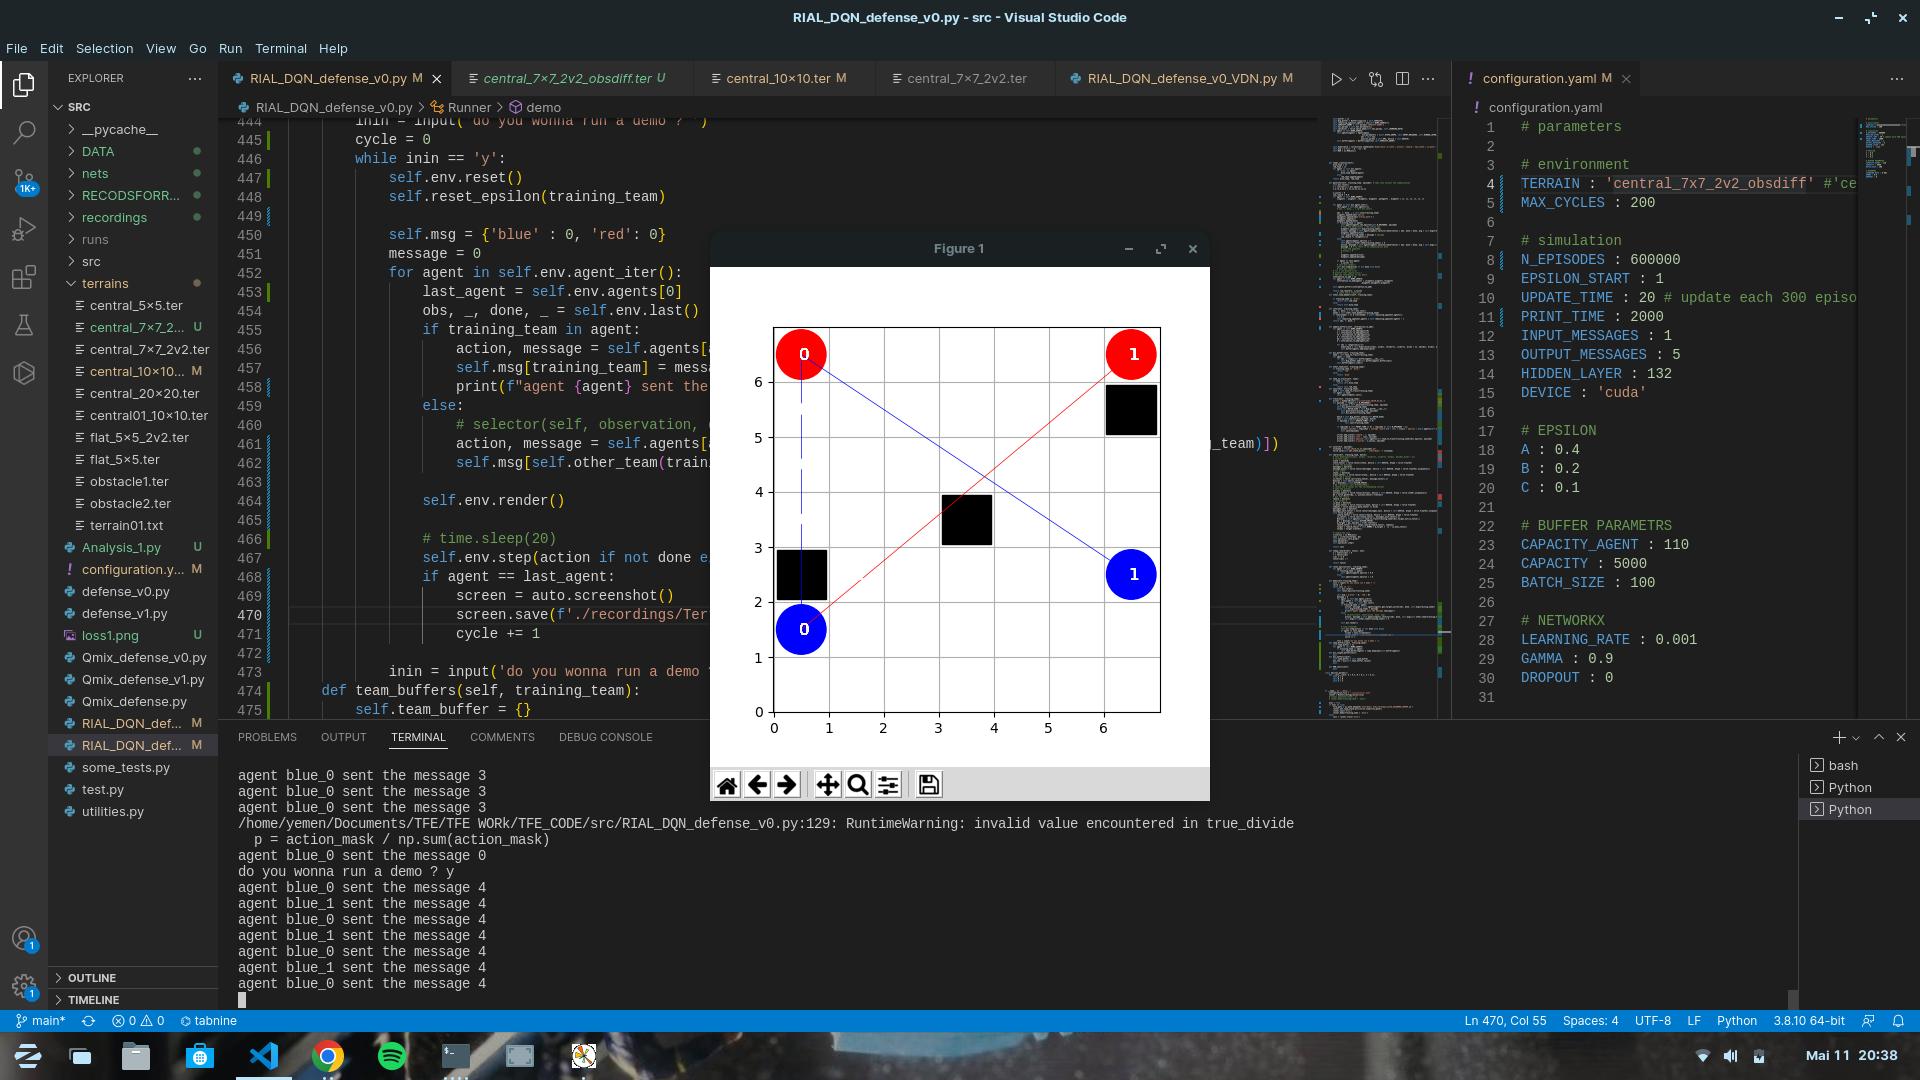 RIAL_DQN_defense_v0.py - src - Visual Studio Code
File Edit Selection View Go Run Terminal Help
EXPLORER
SRC
__pycache__
DATA
nets
RECODSFORR...
recordings
runs
src
terrains
central_5×5.ter
central_7×7_2... U
central_7×7_2v2.ter
central_10×10... M
central_20×20.ter
central01_10×10.ter
flat_5×5_2v2.ter
flat_5×5.ter
obstacle1.ter
obstacle2.ter
terrain01.txt
Analysis_1.py U
configuration.y... M
defense_v0.py
defense_v1.py
loss1.png U
Qmix_defense_v0.py
Qmix_defense_v1.py
Qmix_defense.py
RIAL_DQN_def... M
RIAL_DQN_def... M
some_tests.py
test.py
utilities.py
OUTLINE
TIMELINE
1K+
1
1
RIAL_DQN_defense_v0.py M central_7×7_2v2_obsdiff.ter U central_10×10.ter M central_7×7_2v2.ter RIAL_DQN_defense_v0_VDN.py M
RIAL_DQN_defense_v0.py > Runner > demo
444 inin = input('do you wonna run a demo ? ')
445 cycle = 0
446 while inin == 'y':
447 self.env.reset()
448 self.reset_epsilon(training_team)
449
450 self.msg = {'blue' : 0, 'red': 0}
451 message = 0
452 for agent in self.env.agent_iter():
453 last_agent = self.env.agents[0]
454 obs, _, done, _ = self.env.last()
455 if training_team in agent:
456 action, message = self.agents[
457 self.msg[training_team] = mess
458 print(f"agent {agent} sent the
459 else:
460 # selector(self, observation,
461 action, message = self.agents[ _team)])
462 self.msg[self.other_team(train
463
464 self.env.render()
465
466 # time.sleep(20)
467 self.env.step(action if not done e
468 if agent == last_agent:
469 screen = auto.screenshot()
470 screen.save(f'./recordings/Ter
471 cycle += 1
472
473 inin = input('do you wonna run a demo
474 def team_buffers(self, training_team):
475 self.team_buffer = {}
Figure 1
0 1
0 1
6
5
4
3
2
1
0
0 1 2 3 4 5 6
configuration.yaml M
configuration.yaml
1 # parameters
2
3 # environment
4 TERRAIN : 'central_7x7_2v2_obsdiff' #'ce
5 MAX_CYCLES : 200
6
7 # simulation
8 N_EPISODES : 600000
9 EPSILON_START : 1
10 UPDATE_TIME : 20 # update each 300 episo
11 PRINT_TIME : 2000
12 INPUT_MESSAGES : 1
13 OUTPUT_MESSAGES : 5
14 HIDDEN_LAYER : 132
15 DEVICE : 'cuda'
16
17 # EPSILON
18 A : 0.4
19 B : 0.2
20 C : 0.1
21
22 # BUFFER PARAMETRS
23 CAPACITY_AGENT : 110
24 CAPACITY : 5000
25 BATCH_SIZE : 100
26
27 # NETWORKX
28 LEARNING_RATE : 0.001
29 GAMMA : 0.9
30 DROPOUT : 0
31
PROBLEMS OUTPUT TERMINAL COMMENTS DEBUG CONSOLE
agent blue_0 sent the message 3
agent blue_0 sent the message 3
agent blue_0 sent the message 3
/home/yemen/Documents/TFE/TFE WORk/TFE_CODE/src/RIAL_DQN_defense_v0.py:129: RuntimeWarning: invalid value encountered in true_divide
p = action_mask / np.sum(action_mask)
agent blue_0 sent the message 0
do you wonna run a demo ? y
agent blue_0 sent the message 4
agent blue_1 sent the message 4
agent blue_0 sent the message 4
agent blue_1 sent the message 4
agent blue_0 sent the message 4
agent blue_1 sent the message 4
agent blue_0 sent the message 4
bash
Python
Python
main* 0 0 tabnine Ln 470, Col 55 Spaces: 4 UTF-8 LF Python 3.8.10 64-bit
Mai 11 20:38